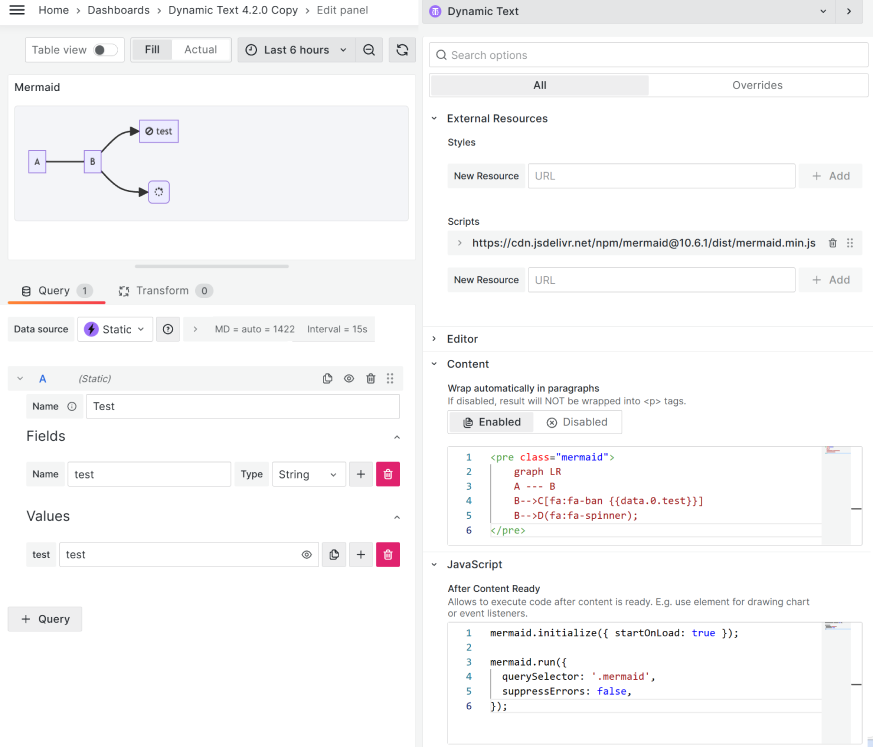 Home > Dashboards > Dynamic Text 4.2.0 Copy > Edit panel
Table view
Fill
Actual
Last 6 hours
Mermaid
A
B
test
Query 1
Transform 0
Data source
Static
MD = auto = 1422
Interval = 15s
A
(Static)
Name
Test
Fields
Name
test
Type
String
Values
test
test
+ Query
Dynamic Text
Search options
All
Overrides
External Resources
Styles
New Resource
URL
+ Add
Scripts
https://cdn.jsdelivr.net/npm/mermaid@10.6.1/dist/mermaid.min.js
New Resource
URL
+ Add
Editor
Content
Wrap automatically in paragraphs
If disabled, result will NOT be wrapped into <p> tags.
Enabled
Disabled
1 <pre class="mermaid">
2 graph LR
3 A --- B
4 B-->C[fa:fa-ban {{data.0.test}}]
5 B-->D(fa:fa-spinner);
6 </pre>
JavaScript
After Content Ready
Allows to execute code after content is ready. E.g. use element for drawing chart
or event listeners.
1 mermaid.initialize({ startOnLoad: true });
2
3 mermaid.run({
4 querySelector: '.mermaid',
5 suppressErrors: false,
6 });